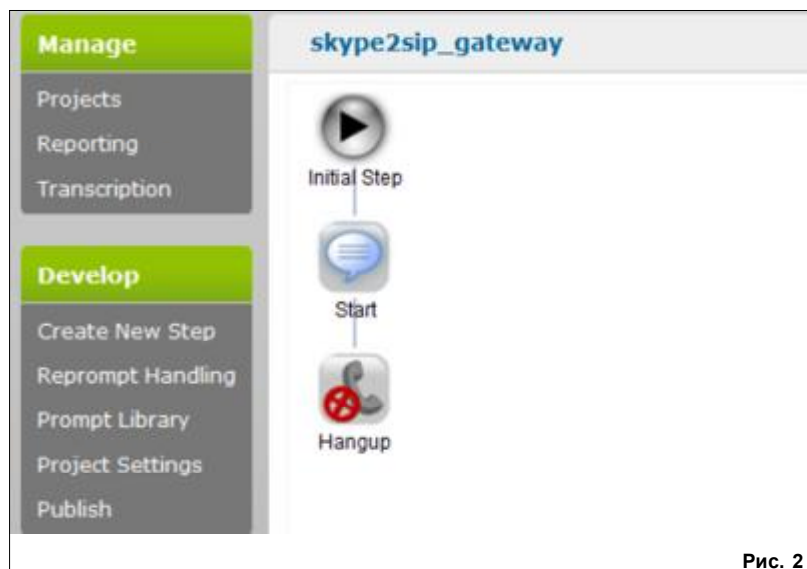 Manage
Projects
Reporting
Transcription
Develop
Create New Step
Reprompt Handling
Prompt Library
Project Settings
Publish
skype2sip_gateway
Initial Step
Start
Hangup
Рис. 2